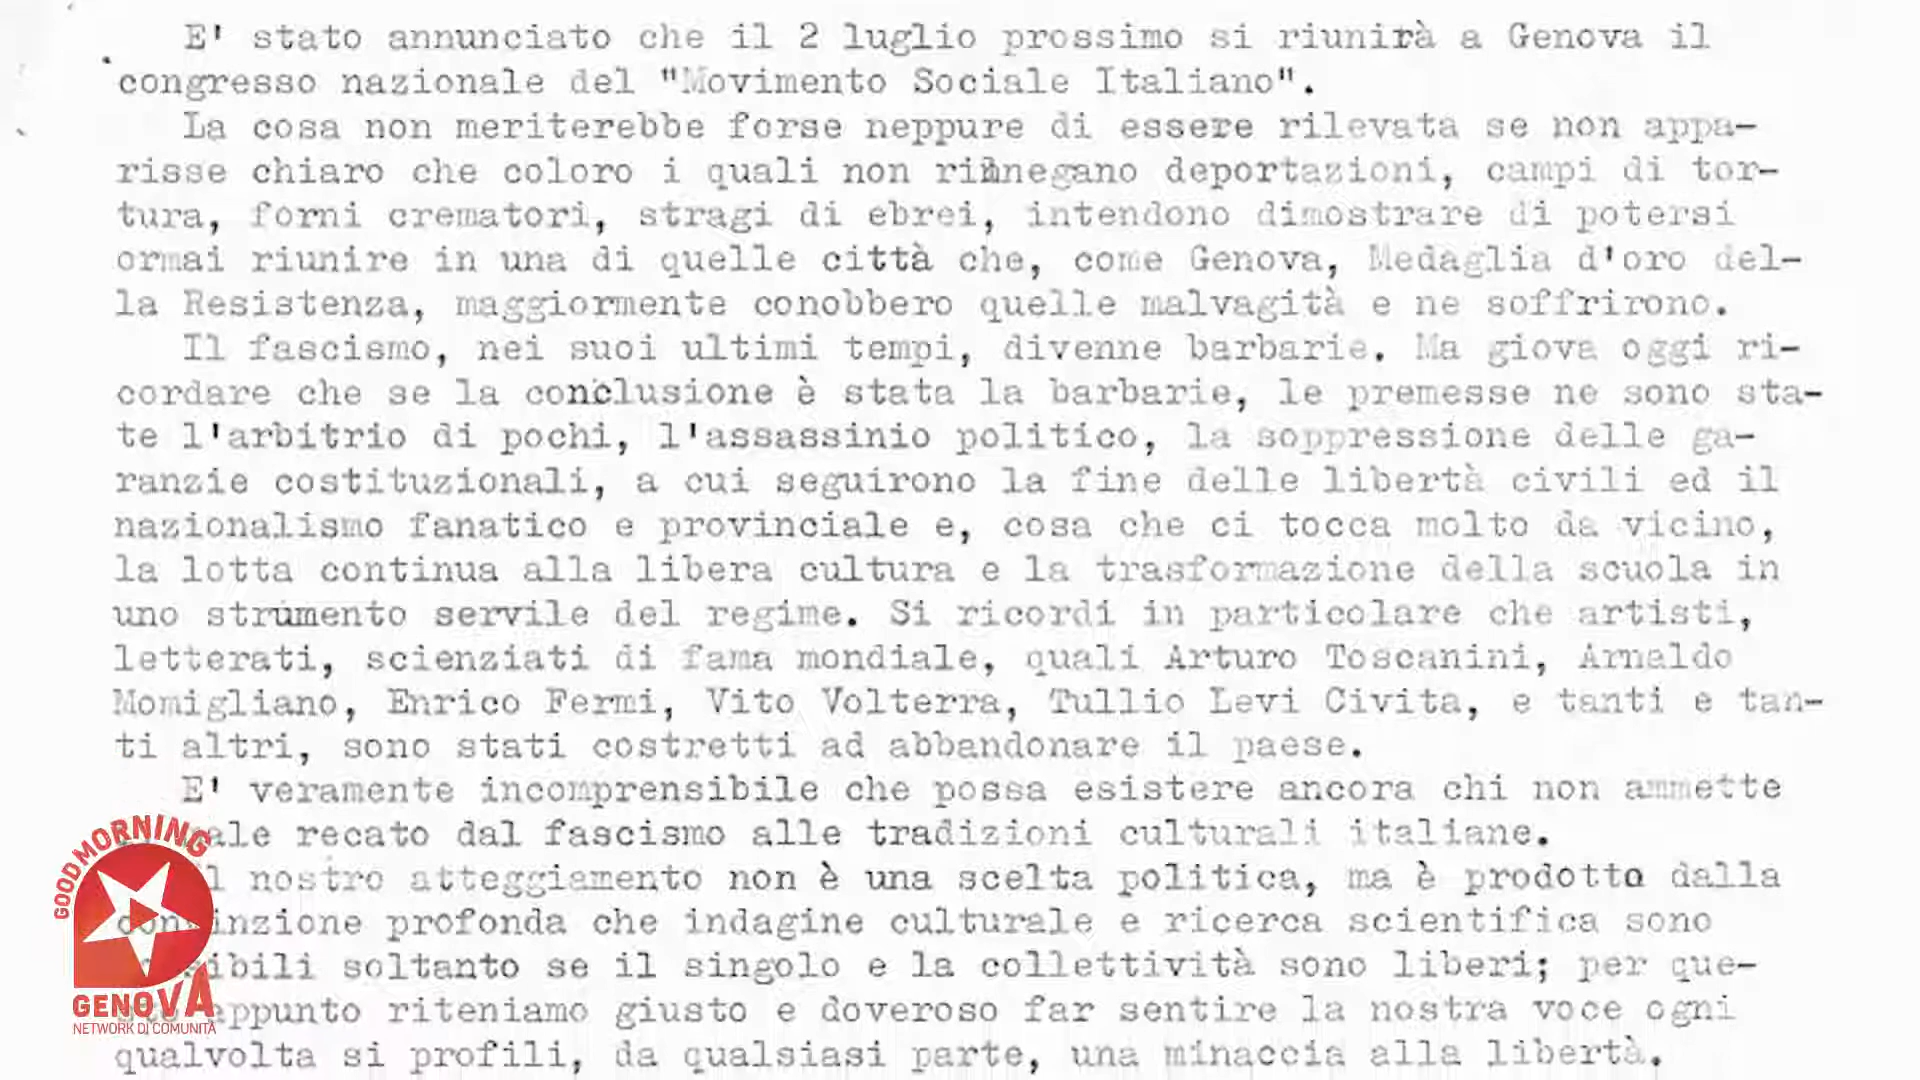 E' stato annunciato che il 2 luglio prossimo si riunirà a Genova il
congresso nazionale del "Movimento Sociale Italiano".
La cosa non meriterebbe forse neppure di essere rilevata se non appa-
risse chiaro che coloro i quali non rinnegano deportazioni, campi di tor-
tura, forni crematori, stragi di ebrei, intendono dimostrare di potersi
ormai riunire in una di quelle città che, come Genova, Medaglia d'oro del-
la Resistenza, maggiormente conobbero quelle malvagità e ne soffrirono.
Il fascismo, nei suoi ultimi tempi, divenne barbarie. Ma giova oggi ri-
cordare che se la conclusione è stata la barbarie, le premesse ne sono sta-
te l'arbitrio di pochi, l'assassinio politico, la soppressione delle ga-
ranzie costituzionali, a cui seguirono la fine delle libertà civili ed il
nazionalismo fanatico e provinciale e, cosa che ci tocca molto da vicino,
la lotta continua alla libera cultura e la trasformazione della scuola in
uno strumento servile del regime. Si ricordi in particolare che artisti,
letterati, scienziati di fama mondiale, quali Arturo Toscanini, Arnaldo
Momigliano, Enrico Fermi, Vito Volterra, Tullio Levi Civita, e tanti e tan-
ti altri, sono stati costretti ad abbandonare il paese.
E' veramente incomprensibile che possa esistere ancora chi non ammette
recato dal fascismo alle tradizioni culturali italiane.
nostro atteggiamento non è una scelta politica, ma è prodotto dalla
profonda che indagine culturale e ricerca scientifica sono
soltanto se il singolo e la collettività sono liberi; per que-
appunto riteniamo giusto e doveroso far sentire la nostra voce ogni
qualvolta si profili, da qualsiasi parte, una minaccia alla libertà.
GOODMORNING
GENOVA
NETWORK DI COMUNITÀ